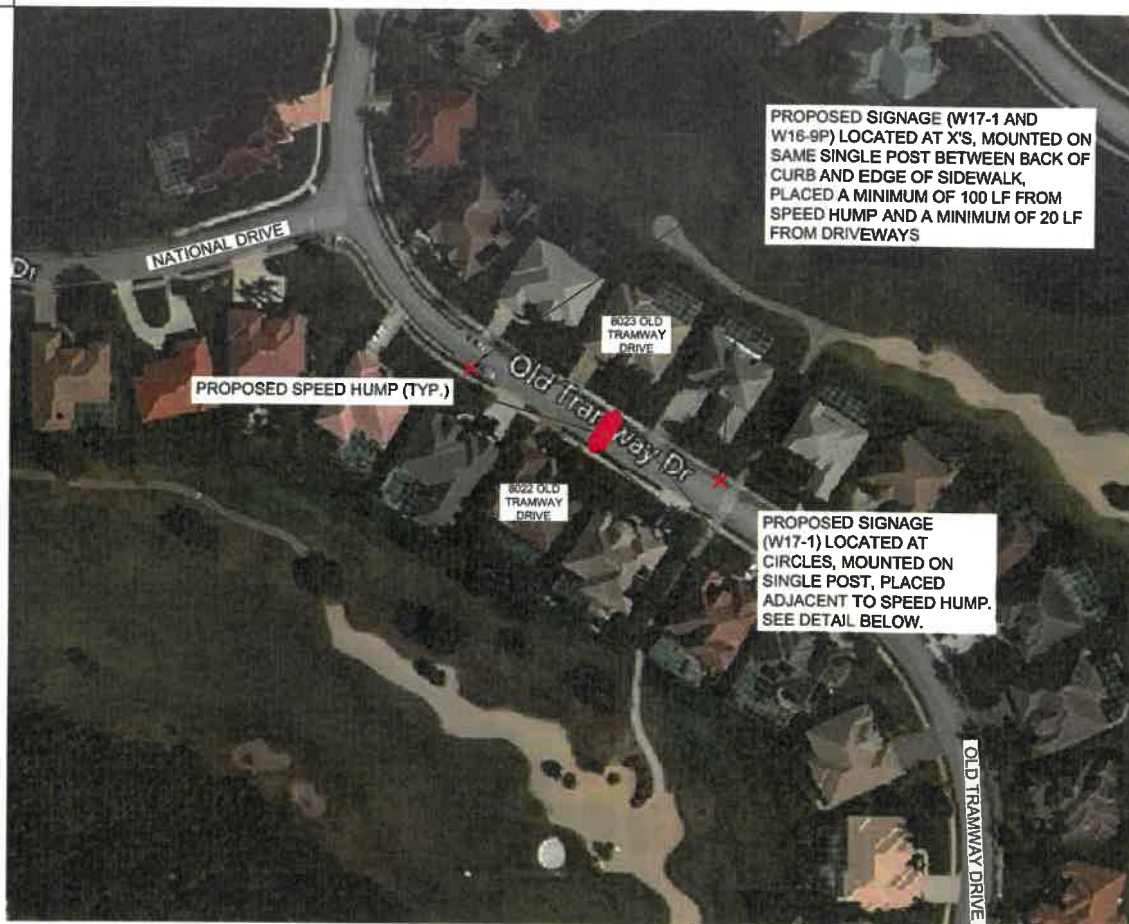 PROPOSED SIGNAGE (W17-1 AND
W16-9P) LOCATED AT X'S, MOUNTED ON
SAME SINGLE POST BETWEEN BACK OF
CURB AND EDGE OF SIDEWALK,
PLACED A MINIMUM OF 100 LF FROM
SPEED HUMP AND A MINIMUM OF 20 LF
FROM DRIVEWAYS
NATIONAL DRIVE
Dr
8023 OLD
TRAMWAY
DRIVE
PROPOSED SPEED HUMP (TYP.)
Old Tramway Dr
8022 OLD
TRAMWAY
DRIVE
PROPOSED SIGNAGE
(W17-1) LOCATED AT
CIRCLES, MOUNTED ON
SINGLE POST, PLACED
ADJACENT TO SPEED HUMP.
SEE DETAIL BELOW.
OLD TRAMWAY DRIVE